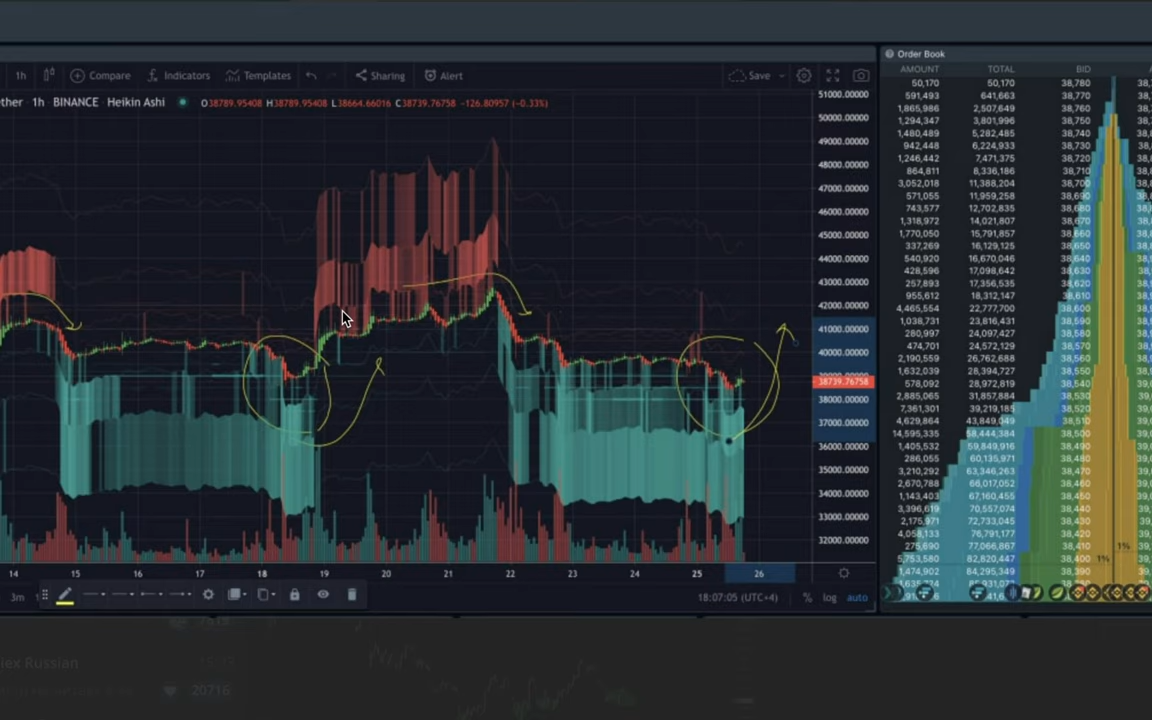 Order Book
1h Compare Indicators Templates Sharing Alert Save
AMOUNT TOTAL BID
ther 1h BINANCE Heikin Ashi O38789.95408 H38789.95408 L38664.66016 C38739.76758 -126.80957 (-0.33%)
51000.00000
50000.00000
49000.00000
48000.00000
47000.00000
46000.00000
45000.00000
44000.00000
43000.00000
42000.00000
41000.00000
40000.00000
38739.76758
38000.00000
37000.00000
36000.00000
35000.00000
34000.00000
33000.00000
32000.00000
14 15 16 17 18 19 20 21 22 23 24 25 26
3m 18:07:05 (UTC+4) % log auto
50,170 50,170 38,780
591,493 641,663 38,770
1,865,986 2,507,649 38,760
1,294,347 3,801,996 38,750
1,480,489 5,282,485 38,740
942,448 6,224,933 38,730
1,246,442 7,471,375 38,720
864,811 8,336,186 38,710
3,052,018 11,388,204 38,700
571,055 11,959,258 38,690
743,577 12,702,835 38,680
1,318,972 14,021,807 38,670
1,770,050 15,791,857 38,660
337,269 16,129,125 38,650
540,920 16,670,046 38,640
428,596 17,098,642 38,630
257,893 17,356,535 38,620
955,612 18,312,147 38,610
4,465,554 22,777,700 38,600
1,038,731 23,816,431 38,590
280,997 24,097,427 38,580
474,701 24,572,129 38,570
2,190,559 26,762,688 38,560
1,632,039 28,394,727 38,550
578,092 28,972,819 38,540
2,885,065 31,857,884 38,530
7,361,301 39,219,185 38,520
4,629,864 43,849,049 38,510
14,595,335 58,444,384 38,500
1,405,532 59,849,916 38,490
286,055 60,135,971 38,480
3,210,292 63,346,263 38,470
2,670,788 66,017,052 38,460
1,143,403 67,160,455 38,450
3,396,619 70,557,074 38,440
2,175,971 72,733,045 38,430
4,058,133 76,791,177 38,420
275,690 77,066,867 38,410
5,753,580 82,820,447 38,400
1,474,902 84,295,349 38,390
1% 1%
lex Russian
20716